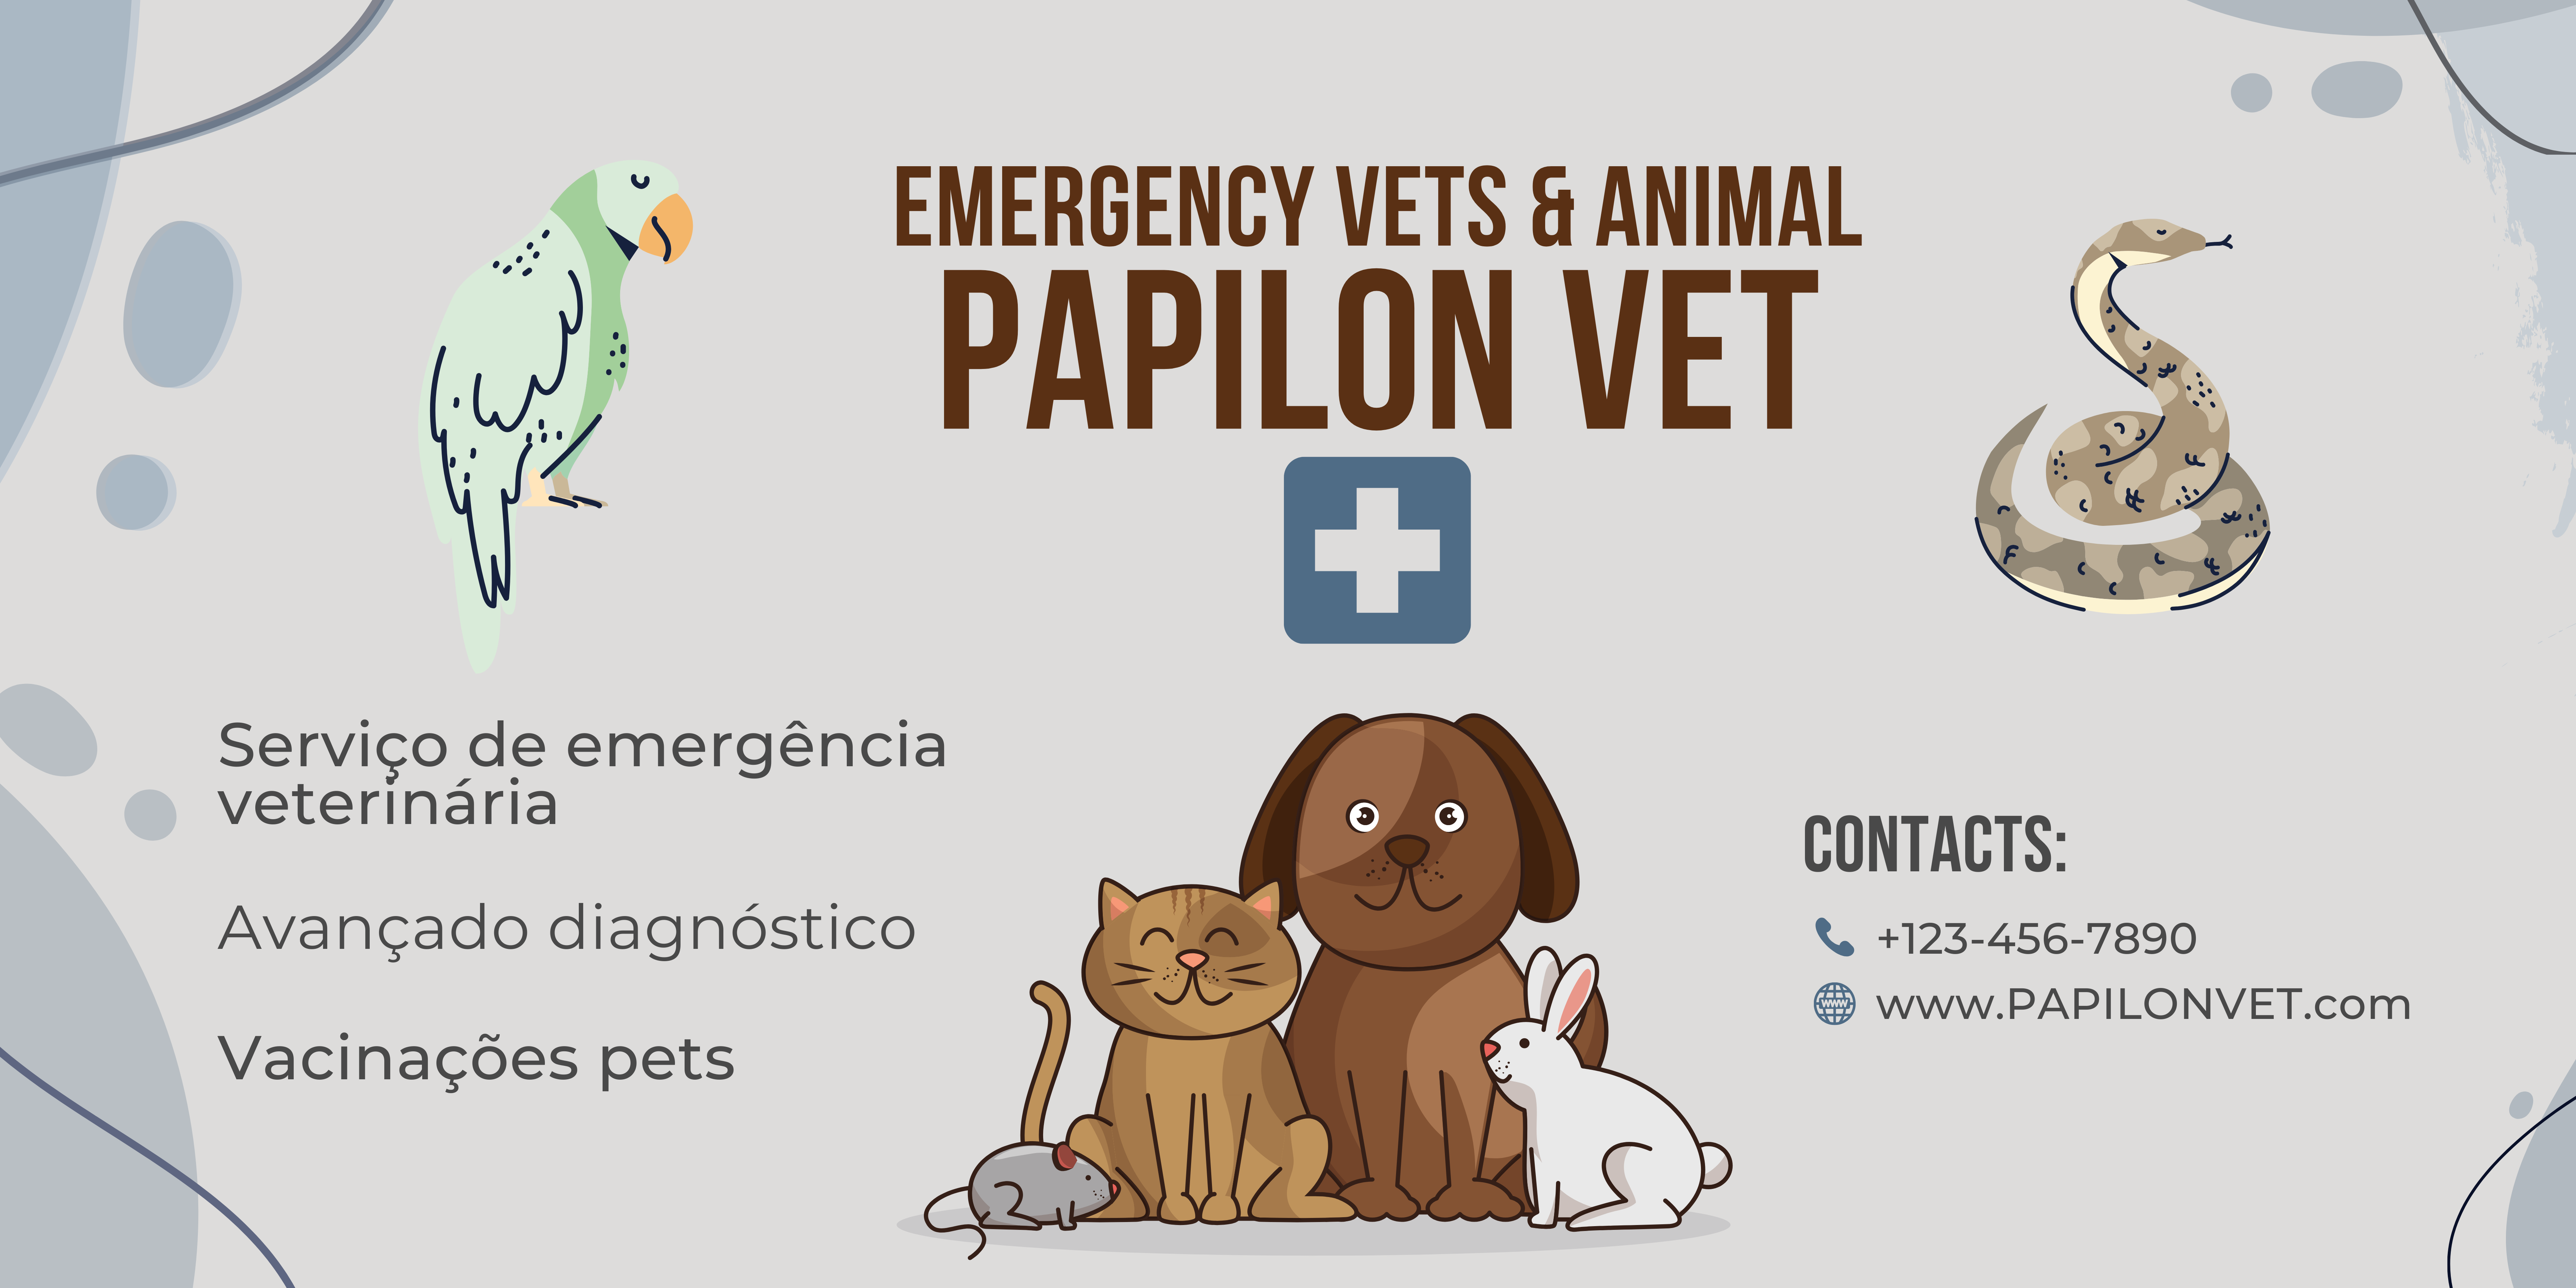 EMERGENCY VETS & ANIMAL
PAPILON VET
Serviço de emergência
veterinária
Avançado diagnóstico
Vacinações pets
CONTACTS:
+123-456-7890
www
www.PAPILONVET.com